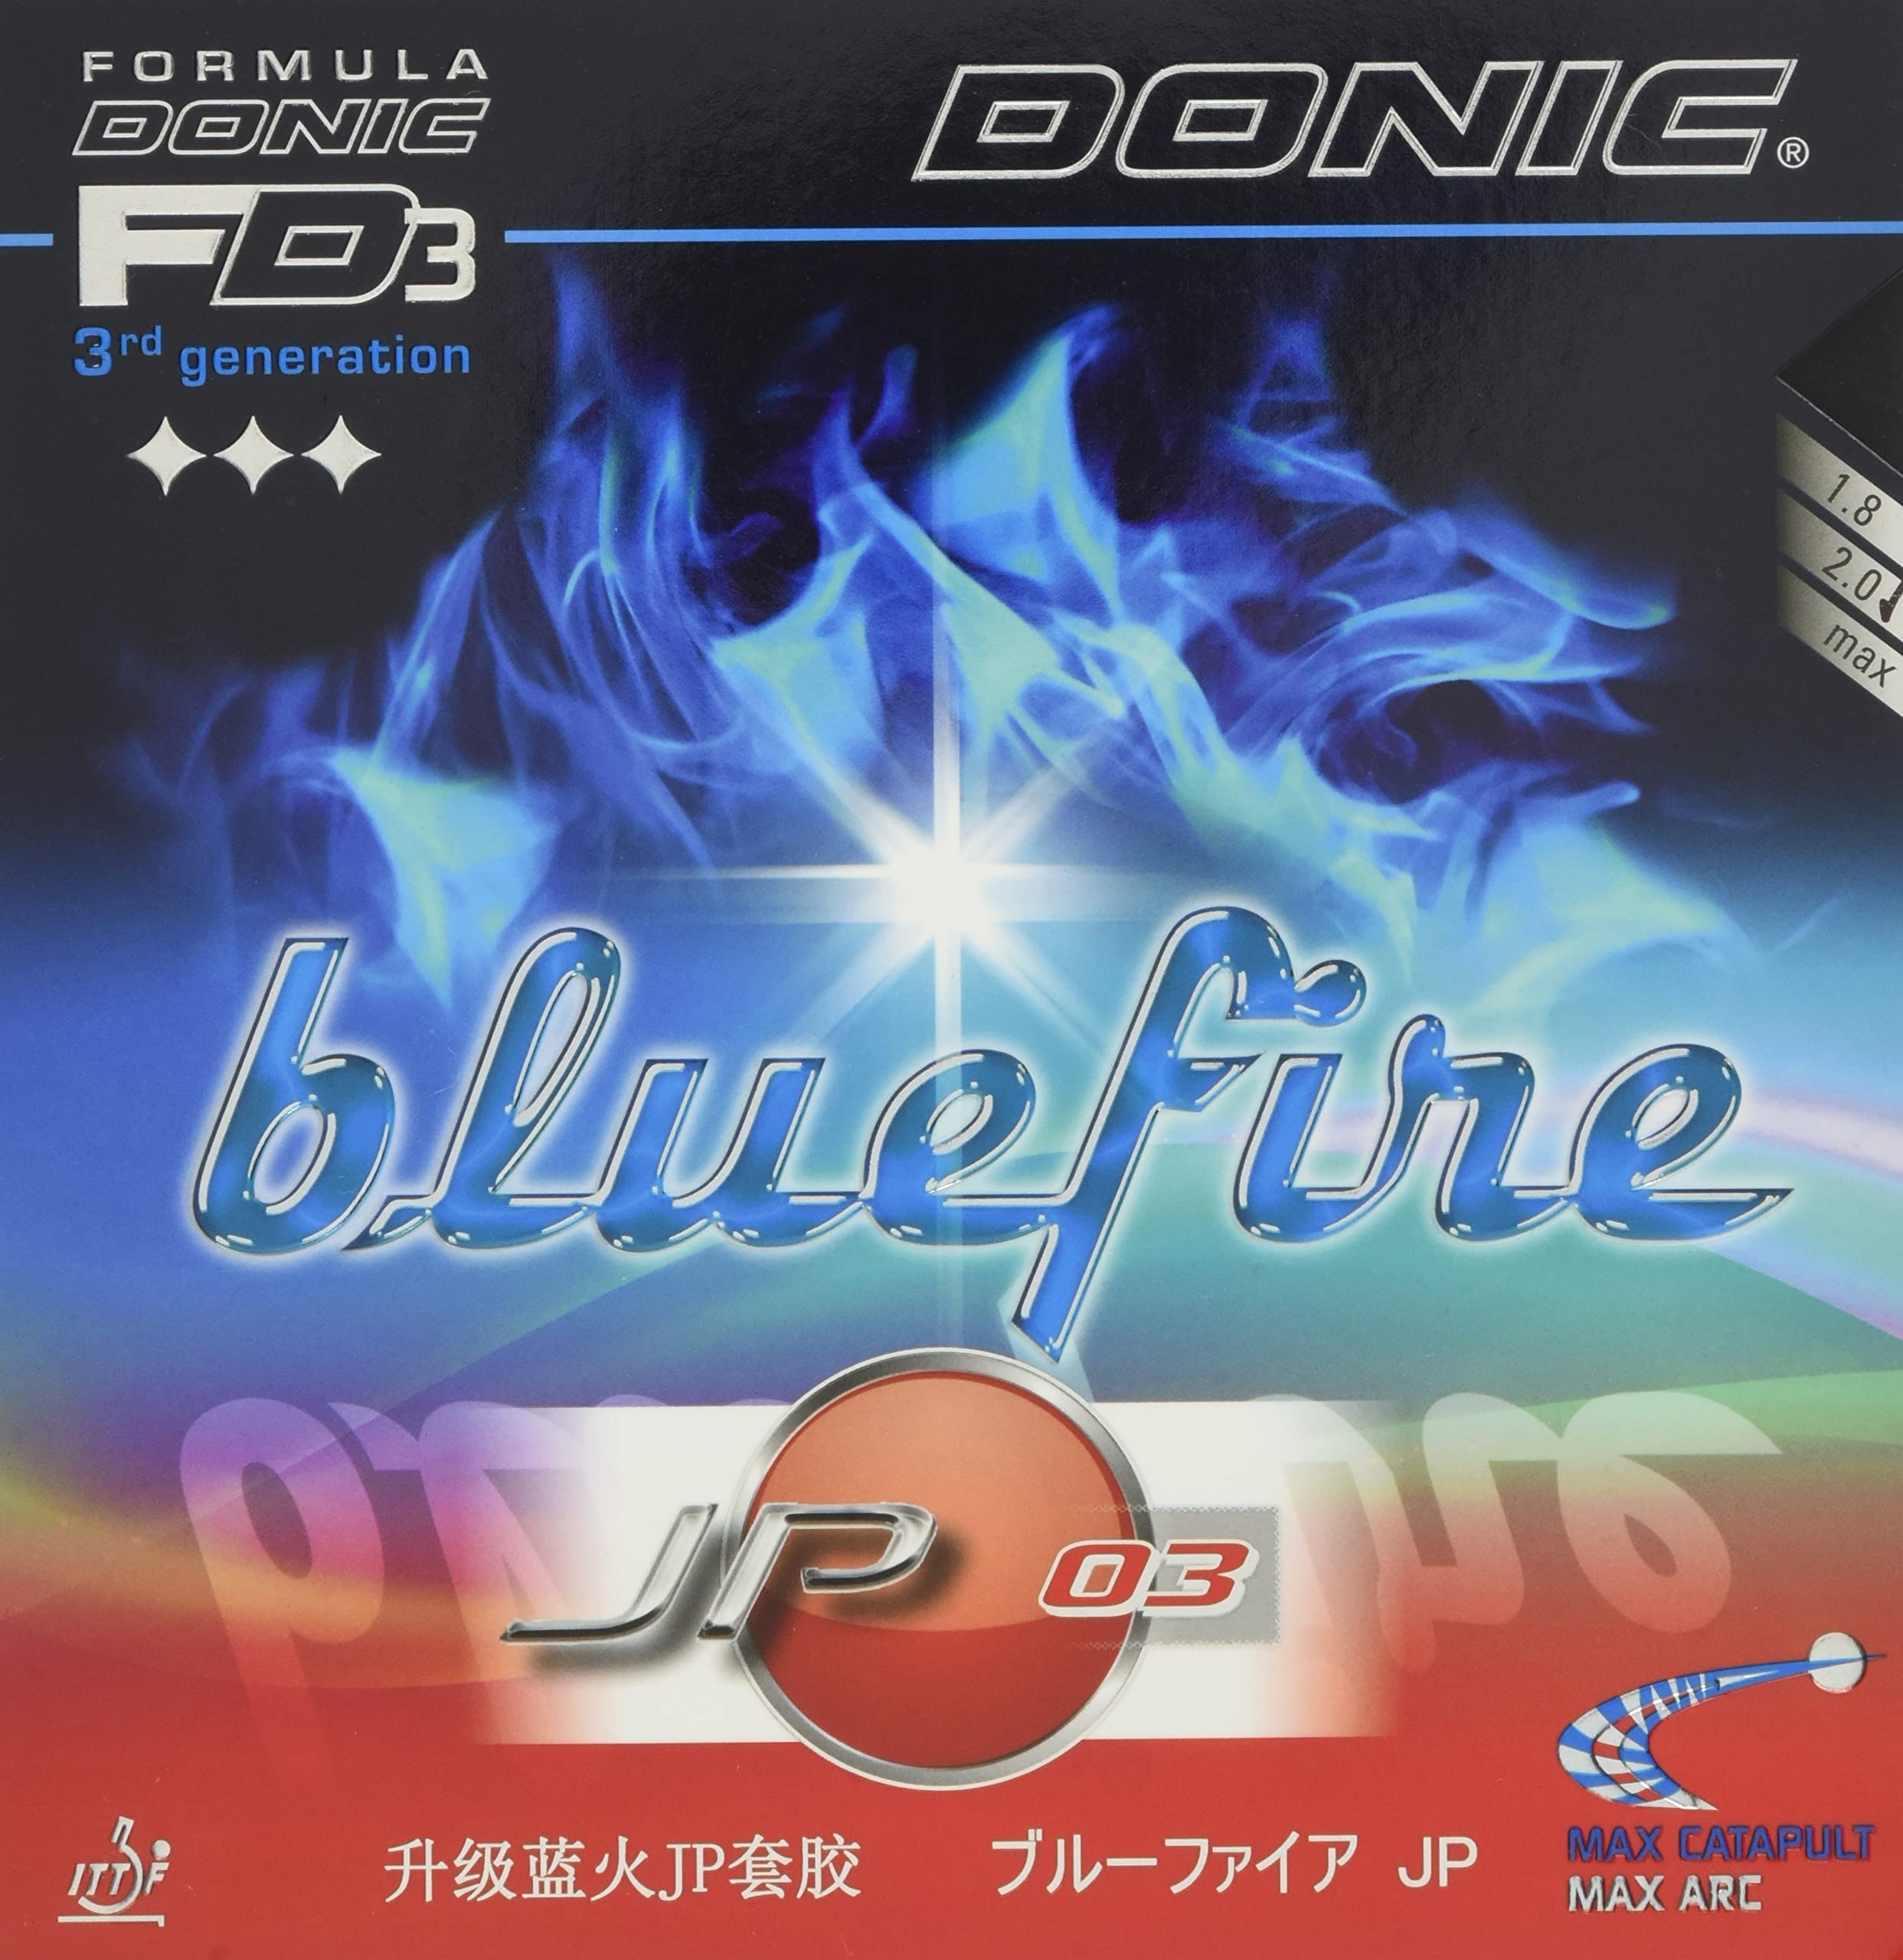 FORMULA
DONIC
FD3
3rd generation
DONIC®
1.8
2.0
max
bluefire
JP 03
ITTF
升级蓝火JP套胶
ブルーファイア JP
MAX CATAPULT
MAX ARC